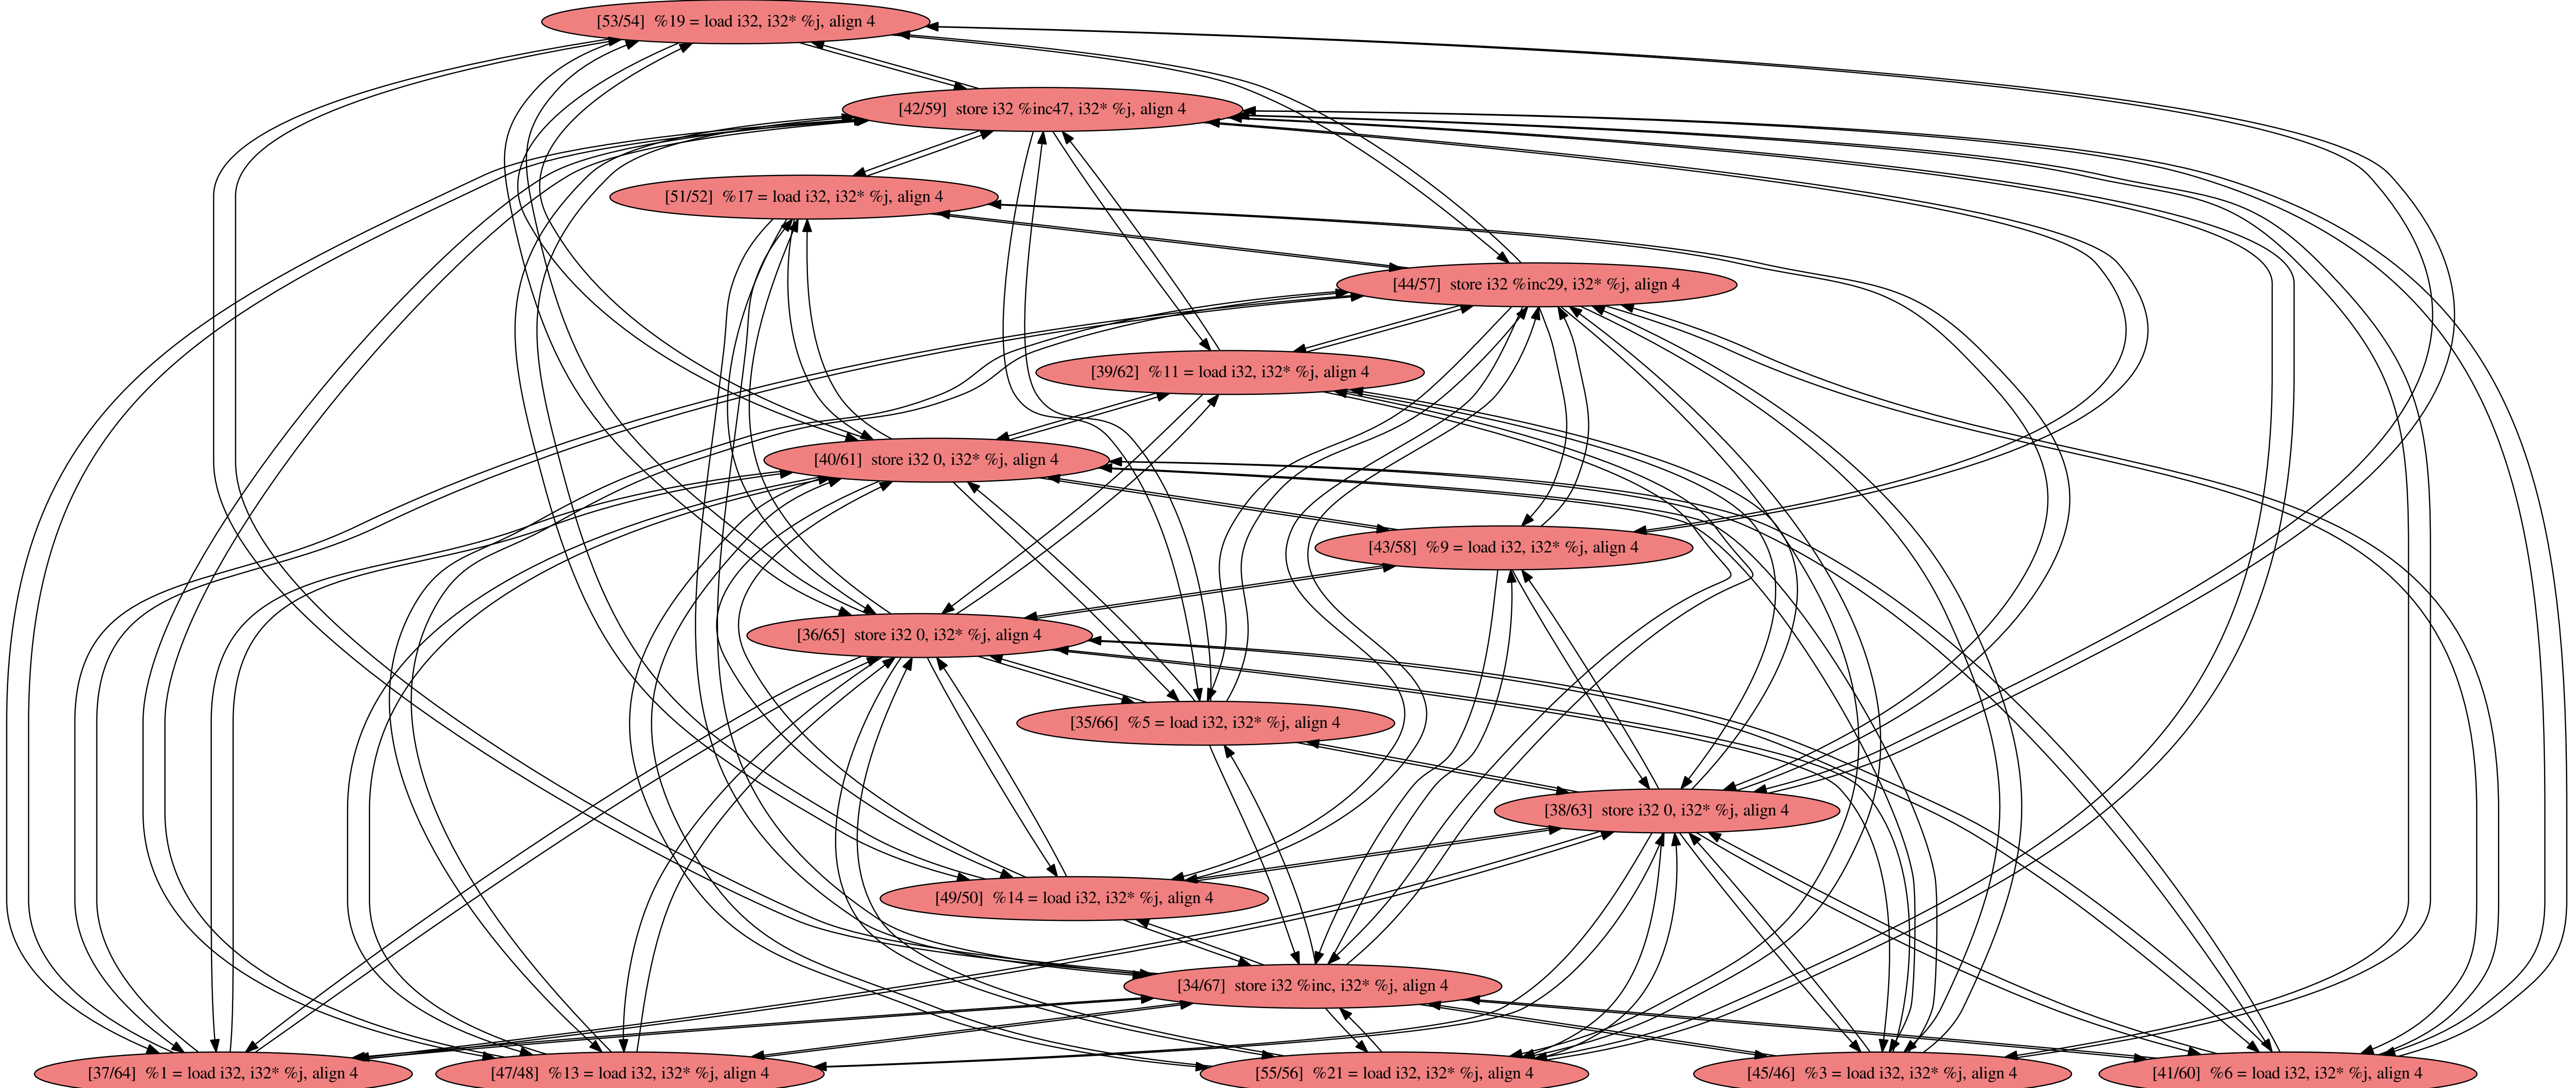 [53/54]  %19 = load i32, i32* %j, align 4
[42/59]  store i32 %inc47, i32* %j, align 4
[51/52]  %17 = load i32, i32* %j, align 4
[44/57]  store i32 %inc29, i32* %j, align 4
[39/62]  %11 = load i32, i32* %j, align 4
[40/61]  store i32 0, i32* %j, align 4
[43/58]  %9 = load i32, i32* %j, align 4
[36/65]  store i32 0, i32* %j, align 4
[35/66]  %5 = load i32, i32* %j, align 4
[38/63]  store i32 0, i32* %j, align 4
[49/50]  %14 = load i32, i32* %j, align 4
[34/67]  store i32 %inc, i32* %j, align 4
[37/64]  %1 = load i32, i32* %j, align 4
[47/48]  %13 = load i32, i32* %j, align 4
[55/56]  %21 = load i32, i32* %j, align 4
[45/46]  %3 = load i32, i32* %j, align 4
[41/60]  %6 = load i32, i32* %j, align 4